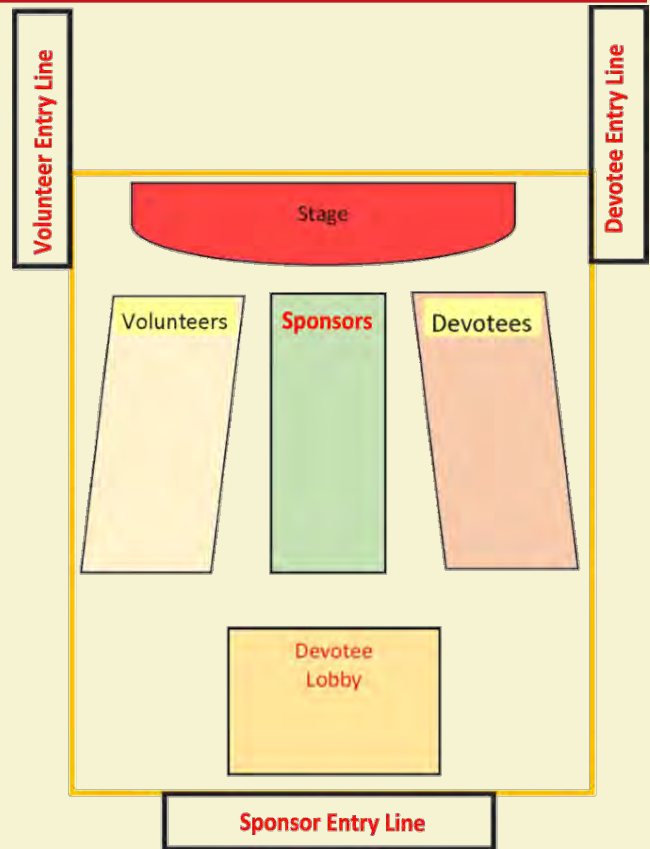 Volunteer Entry Line
Devotee Entry Line
Stage
Volunteers
Sponsors
Devotees
Devotee
Lobby
Sponsor Entry Line